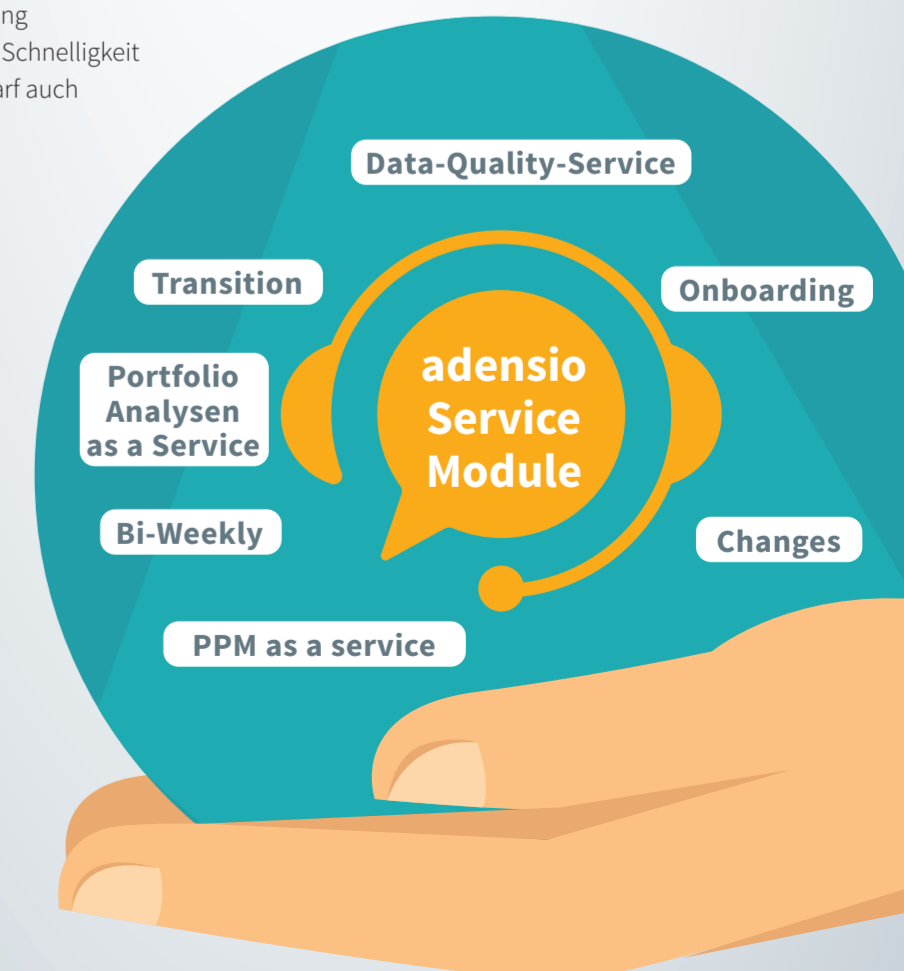 ng
Schnelligkeit
arf auch
Data-Quality-Service
Transition
Onboarding
Portfolio
Analysen
as a Service
adensio
Service
Module
Bi-Weekly
Changes
PPM as a service